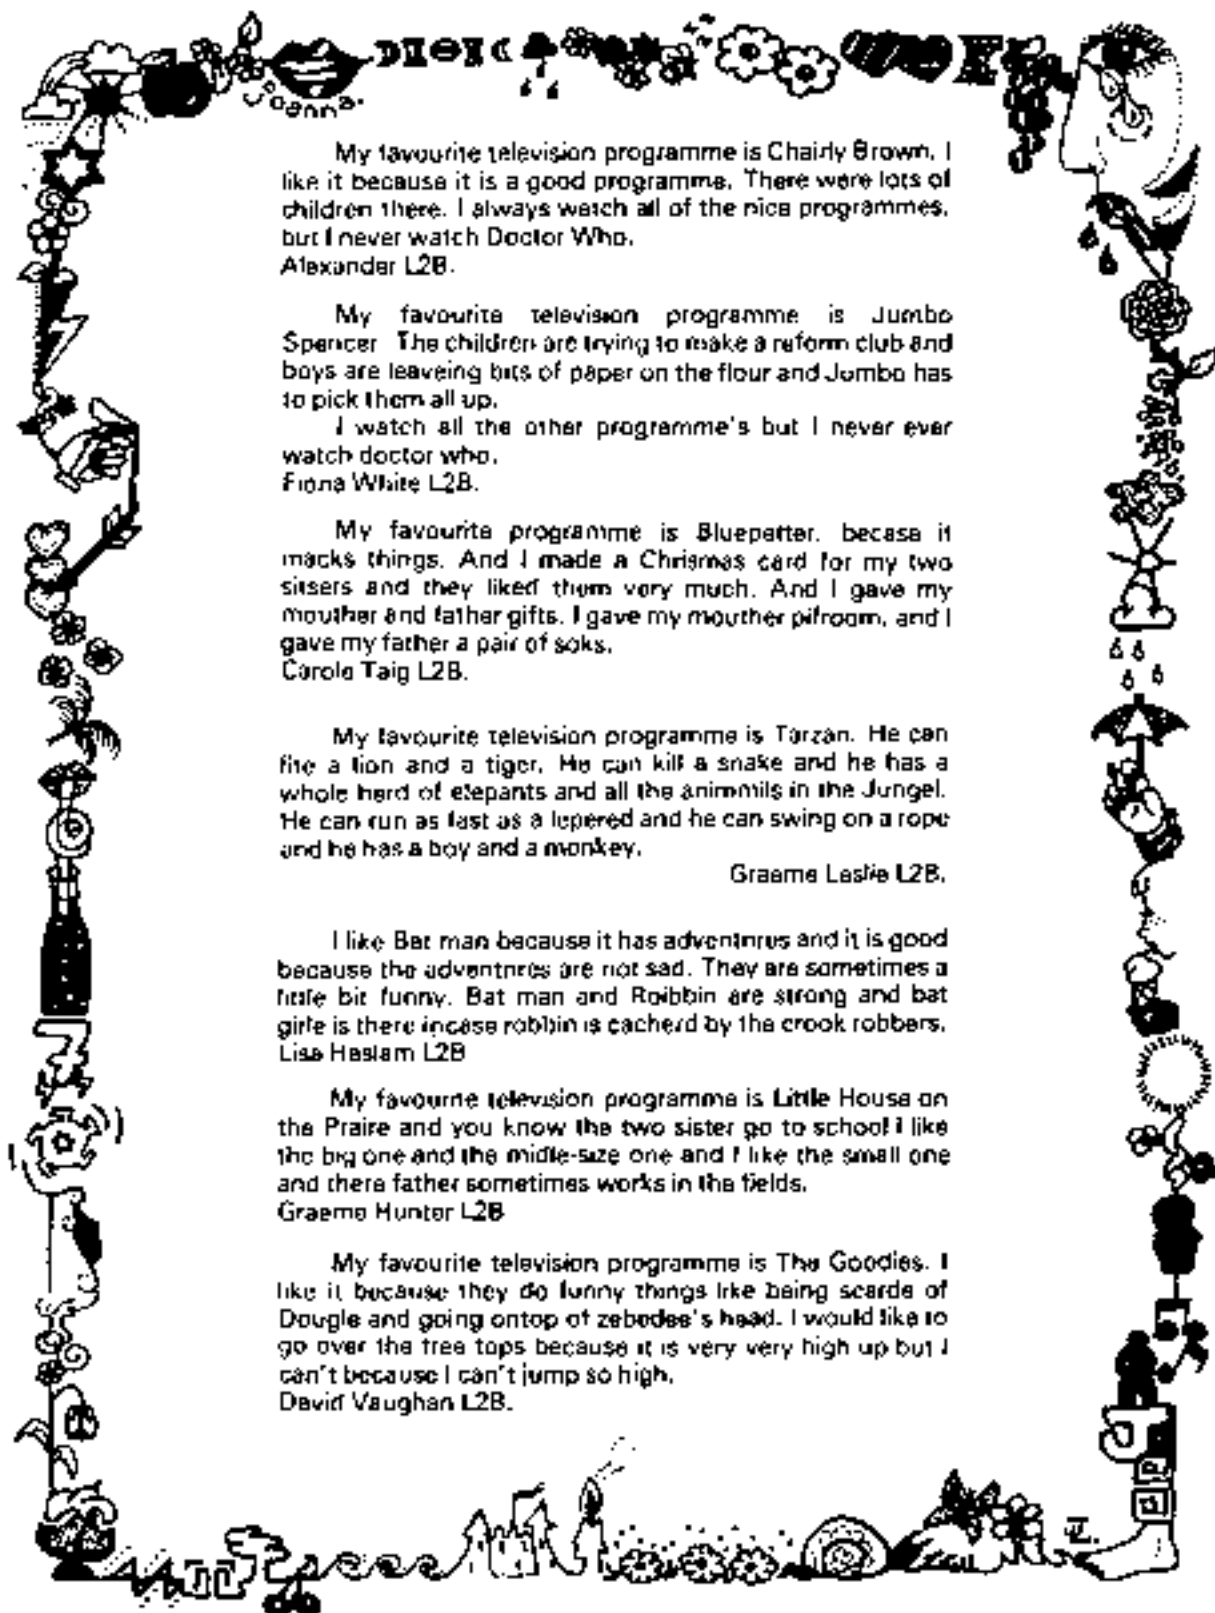 Joanna
My favourite television programme is Chairly Brown. I
like it because it is a good programme. There were lots of
children there. I always watch all of the nice programmes,
but I never watch Doctor Who.
Alexander L2B.
My favourite television programme is Jumbo
Spencer. The children are trying to make a reform club and
boys are leaveing bits of paper on the flour and Jumbo has
to pick them all up.
I watch all the other programme's but I never ever
watch doctor who.
Fiona White L2B.
My favourite programme is Bluepetter. becase it
macks things. And I made a Chrismas card for my two
sitsers and they liked them very much. And I gave my
mouther and father gifts. I gave my mouther pifroom, and I
gave my father a pair of soks.
Carole Taig L2B.
My favourite television programme is Tarzan. He can
fite a lion and a tiger. He can kill a snake and he has a
whole herd of elepants and all the animmils in the Jungel.
He can run as fast as a lepered and he can swing on a rope
and he has a boy and a monkey.
Graeme Leslie L2B.
I like Bat man because it has adventnrus and it is good
because the adventnres are not sad. They are sometimes a
little bit funny. Bat man and Roibbin are strong and bat
girle is there incase robbin is cacherd by the crook robbers.
Lisa Haslam L2B
My favourite television programme is Little House on
the Praire and you know the two sister go to school I like
the big one and the midle-size one and I like the small one
and there father sometimes works in the fields.
Graeme Hunter L2B
My favourite television programme is The Goodies. I
like it because they do funny things like being scarde of
Dougle and going ontop of zebedee's head. I would like to
go over the tree tops because it is very very high up but I
can't because I can't jump so high.
David Vaughan L2B.